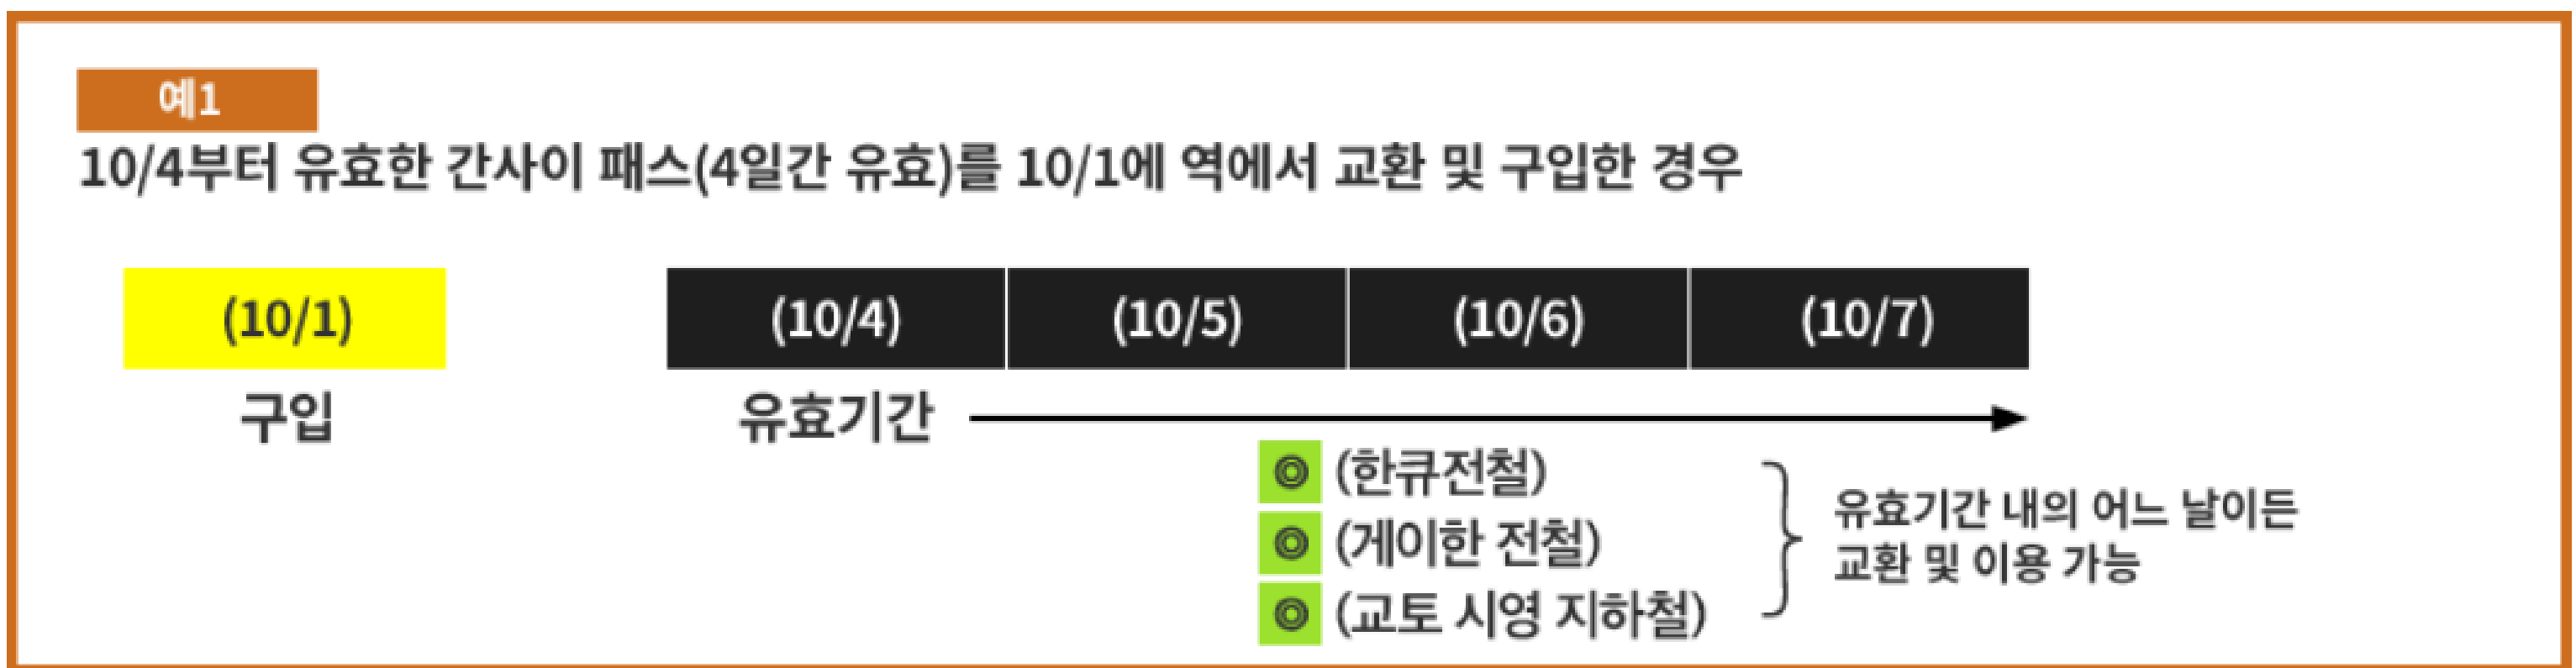 예1
10/4부터 유효한 간사이 패스(4일간 유효)를 10/1에 역에서 교환 및 구입한 경우
(10/1) (10/4) (10/5) (10/6) (10/7)
구입 유효기간
◎ (한큐전철)
◎ (게이한 전철)
◎ (교토 시영 지하철)
유효기간 내의 어느 날이든
교환 및 이용 가능